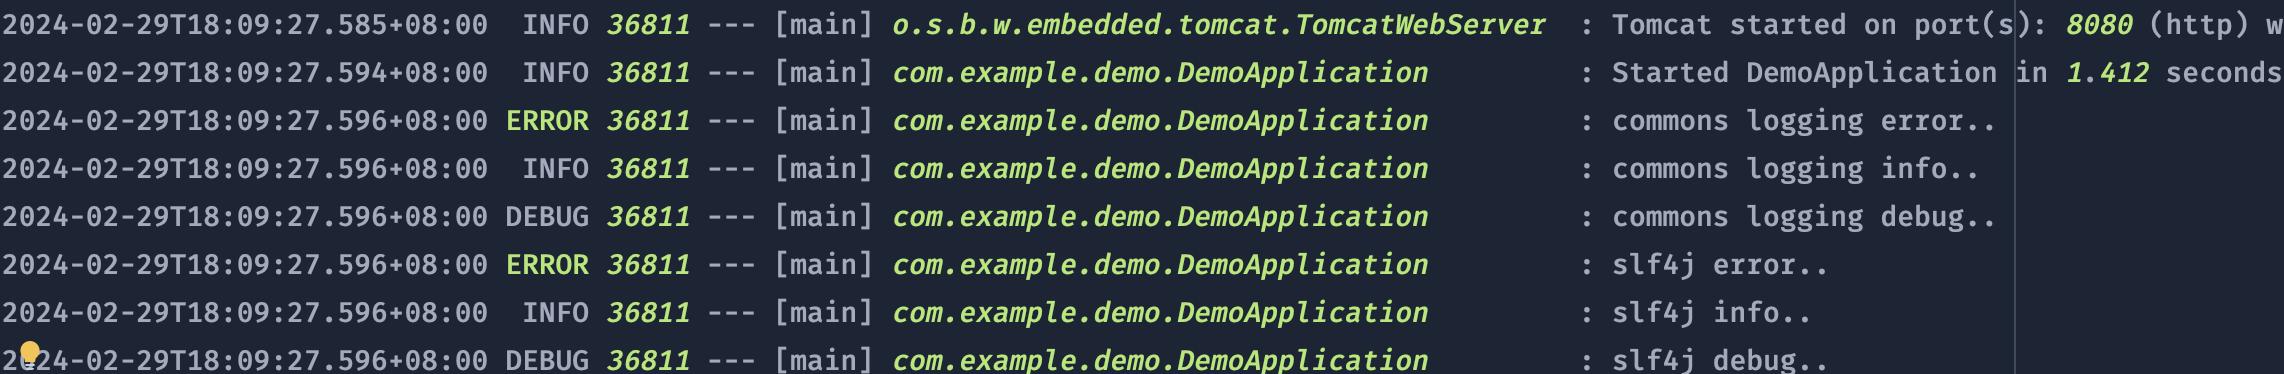 2024-02-29T18:09:27.585+08:00  INFO 36811 --- [main] o.s.b.w.embedded.tomcat.TomcatWebServer  : Tomcat started on port(s): 8080 (http) w
2024-02-29T18:09:27.594+08:00  INFO 36811 --- [main] com.example.demo.DemoApplication         : Started DemoApplication in 1.412 seconds
2024-02-29T18:09:27.596+08:00 ERROR 36811 --- [main] com.example.demo.DemoApplication         : commons logging error..
2024-02-29T18:09:27.596+08:00  INFO 36811 --- [main] com.example.demo.DemoApplication         : commons logging info..
2024-02-29T18:09:27.596+08:00 DEBUG 36811 --- [main] com.example.demo.DemoApplication         : commons logging debug..
2024-02-29T18:09:27.596+08:00 ERROR 36811 --- [main] com.example.demo.DemoApplication         : slf4j error..
2024-02-29T18:09:27.596+08:00  INFO 36811 --- [main] com.example.demo.DemoApplication         : slf4j info..
2024-02-29T18:09:27.596+08:00 DEBUG 36811 --- [main] com.example.demo.DemoApplication         : slf4j debug..